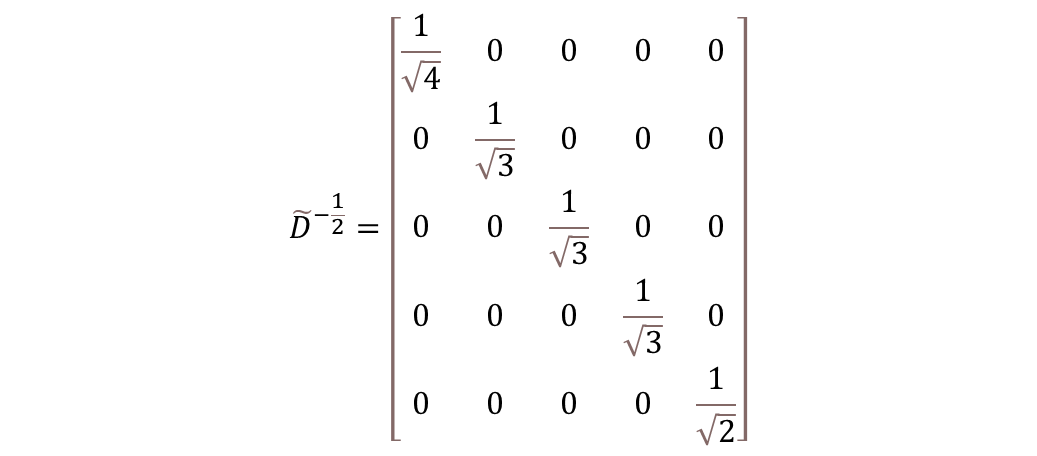 1/√4 0 0 0 0
0 1/√3 0 0 0
D̃^(-1/2) = 0 0 1/√3 0 0
0 0 0 1/√3 0
0 0 0 0 1/√2